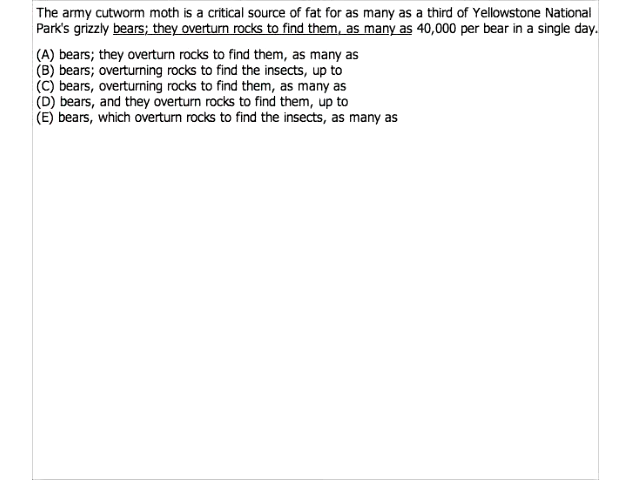 The army cutworm moth is a critical source of fat for as many as a third of Yellowstone National
Park's grizzly bears; they overturn rocks to find them, as many as 40,000 per bear in a single day.
(A) bears; they overturn rocks to find them, as many as
(B) bears; overturning rocks to find the insects, up to
(C) bears, overturning rocks to find them, as many as
(D) bears, and they overturn rocks to find them, up to
(E) bears, which overturn rocks to find the insects, as many as